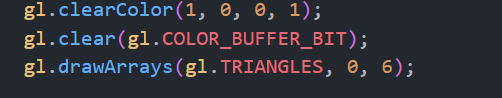 gl.clearColor(1, 0, 0, 1);
gl.clear(gl.COLOR_BUFFER_BIT);
gl.drawArrays(gl.TRIANGLES, 0, 6);